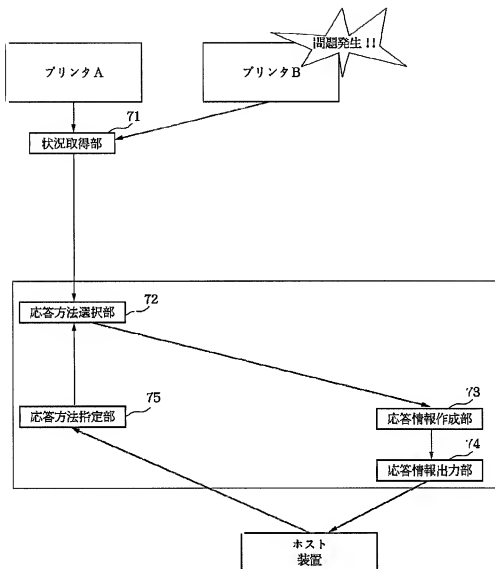 問題発生!!
プリンタA
プリンタB
71
状況取得部
72
応答方法選択部
75
応答方法指定部
73
応答情報作成部
74
応答情報出力部
ホスト
装置